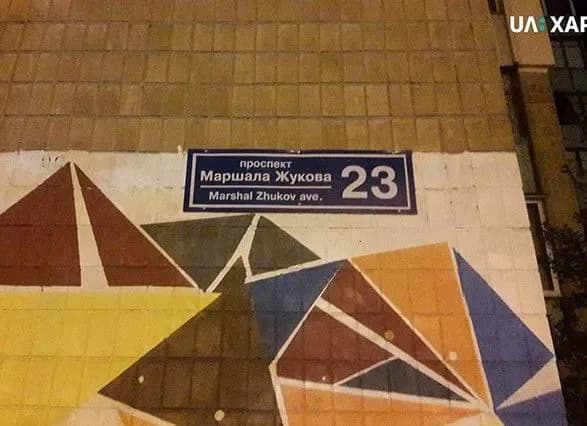 UA:ХАР
проспект
Маршала Жукова
Marshal Zhukov ave.
23